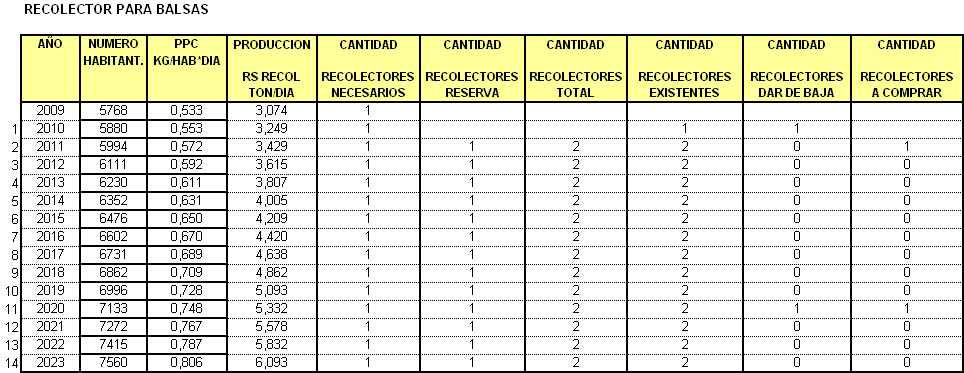 RECOLECTOR PARA BALSAS
AÑO NUMERO PPC PRODUCCION CANTIDAD CANTIDAD CANTIDAD CANTIDAD CANTIDAD CANTIDAD
HABITANT. KG/HAB*DIA
RS RECOL RECOLECTORES RECOLECTORES RECOLECTORES RECOLECTORES RECOLECTORES RECOLECTORES
TON/DIA NECESARIOS RESERVA TOTAL EXISTENTES DAR DE BAJA A COMPRAR
2009 5768 0,533 3,074 1
1 2010 5880 0,553 3,249 1 1 1
2 2011 5994 0,572 3,429 1 1 2 2 0 1
3 2012 6111 0,592 3,615 1 1 2 2 0 0
4 2013 6230 0,611 3,807 1 1 2 2 0 0
5 2014 6352 0,631 4,005 1 1 2 2 0 0
6 2015 6476 0,650 4,209 1 1 2 2 0 0
7 2016 6602 0,670 4,420 1 1 2 2 0 0
8 2017 6731 0,689 4,638 1 1 2 2 0 0
9 2018 6862 0,709 4,862 1 1 2 2 0 0
10 2019 6996 0,728 5,093 1 1 2 2 0 0
11 2020 7133 0,748 5,332 1 1 2 2 1 1
12 2021 7272 0,767 5,578 1 1 2 2 0 0
13 2022 7415 0,787 5,832 1 1 2 2 0 0
14 2023 7560 0,806 6,093 1 1 2 2 0 0